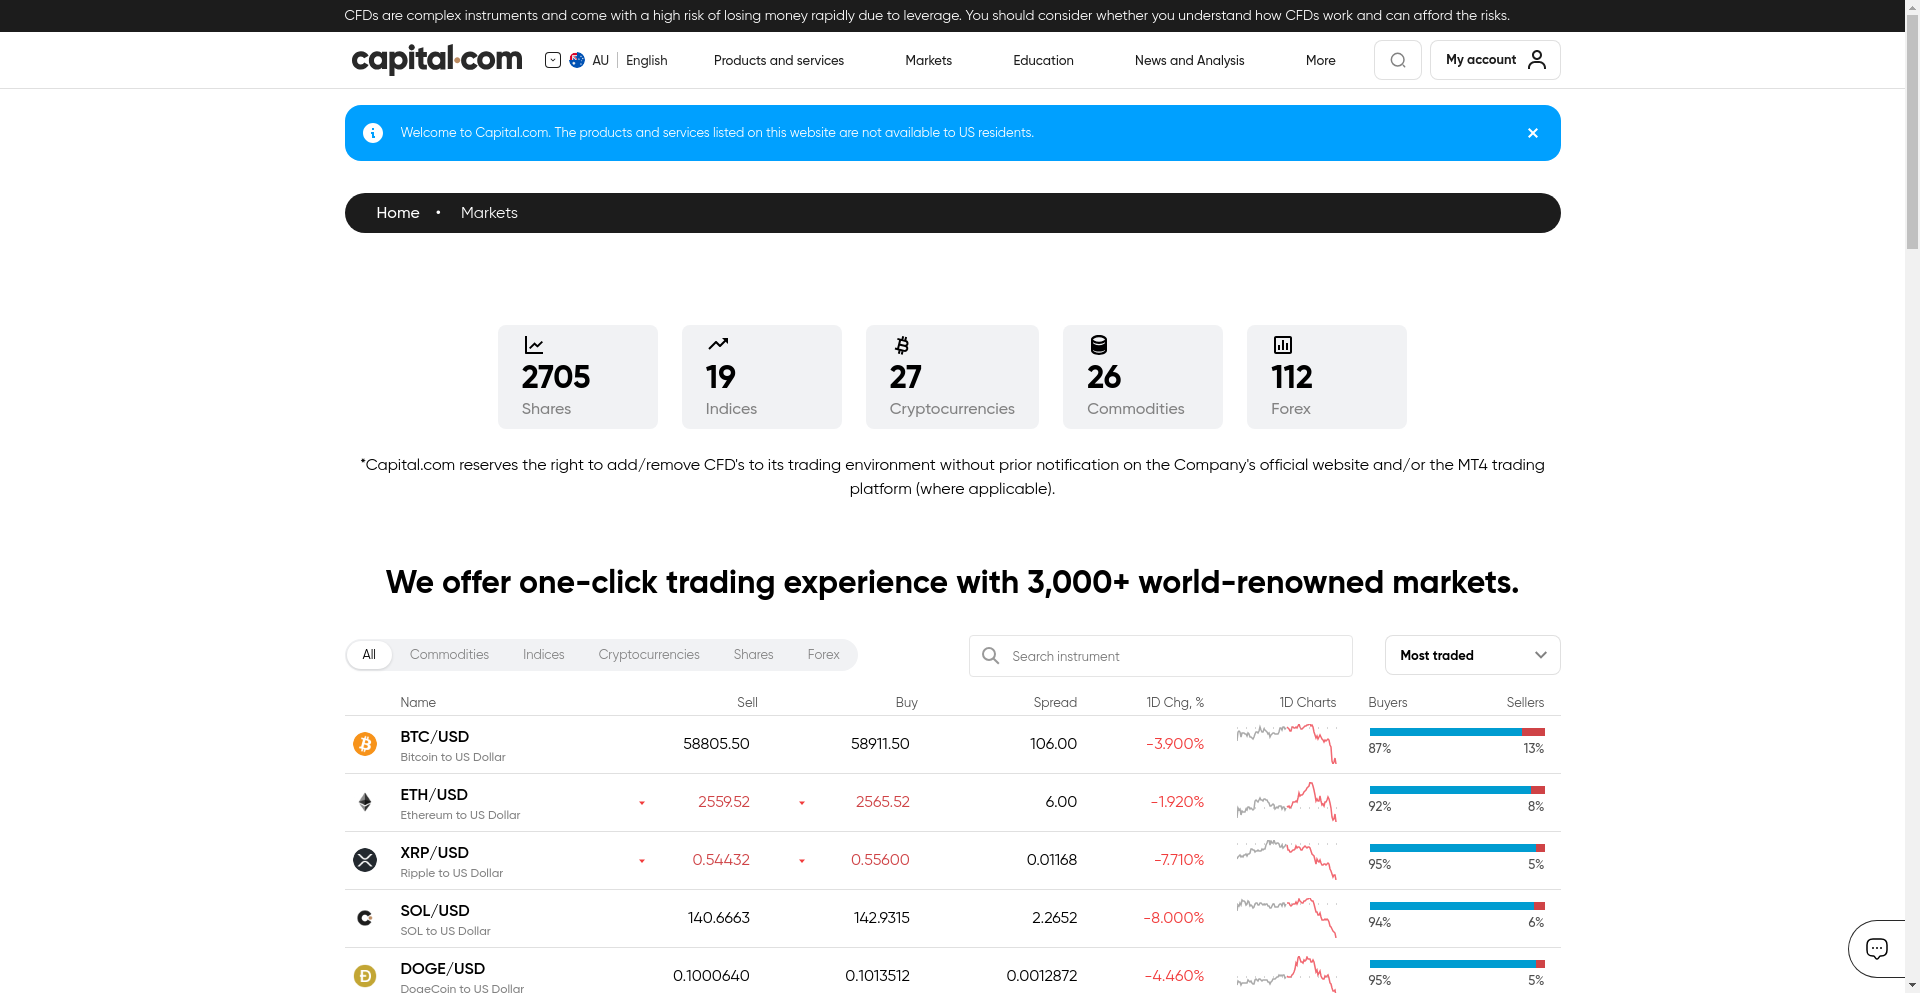 CFDs are complex instruments and come with a high risk of losing money rapidly due to leverage. You should consider whether you understand how CFDs work and can afford the risks.
capital.com AU English Products and services Markets Education News and Analysis More My account
Welcome to Capital.com. The products and services listed on this website are not available to US residents.
Home • Markets
2705 19 27 26 112
Shares Indices Cryptocurrencies Commodities Forex
*Capital.com reserves the right to add/remove CFD's to its trading environment without prior notification on the Company's official website and/or the MT4 trading
platform (where applicable).
We offer one-click trading experience with 3,000+ world-renowned markets.
All Commodities Indices Cryptocurrencies Shares Forex Search instrument Most traded
Name Sell Buy Spread 1D Chg, % 1D Charts Buyers Sellers
BTC/USD 58805.50 58911.50 106.00 -3.900% 87% 13%
Bitcoin to US Dollar
ETH/USD 2559.52 2565.52 6.00 -1.920% 92% 8%
Ethereum to US Dollar
XRP/USD 0.54432 0.55600 0.01168 -7.710% 95% 5%
Ripple to US Dollar
SOL/USD 140.6663 142.9315 2.2652 -8.000% 94% 6%
SOL to US Dollar
DOGE/USD 0.1000640 0.1013512 0.0012872 -4.460% 95% 5%
DogeCoin to US Dollar